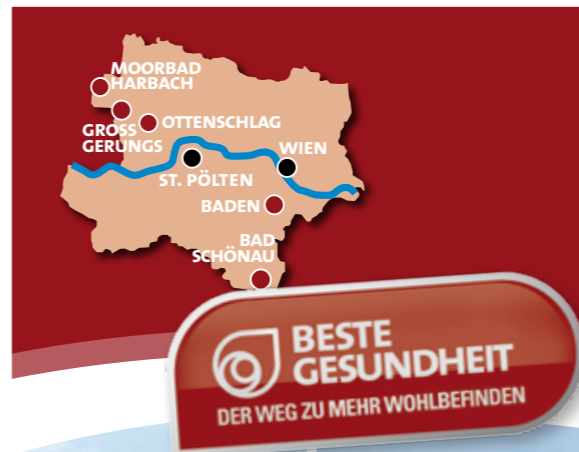 MOORBAD
HARBACH
GROSS
GERUNGS
OTTENSCHLAG
WIEN
ST. PÖLTEN
BADEN
BAD
SCHÖNAU
BESTE
GESUNDHEIT
DER WEG ZU MEHR WOHLBEFINDEN